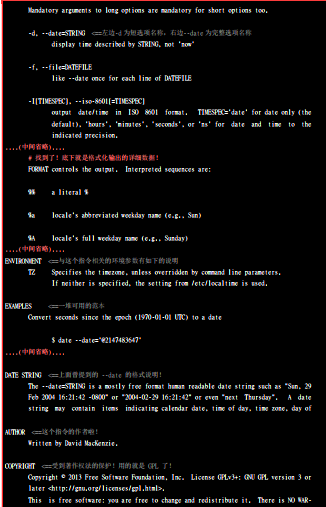 Mandatory arguments to long options are mandatory for short options too.
-d, --date=STRING <==左边-d为短选项名称，右边--date为完整选项名称
display time described by STRING, not 'now'
-f, --file=DATEFILE
like --date once for each line of DATEFILE
-I[TIMESPEC], --iso-8601[=TIMESPEC]
output date/time in ISO 8601 format. TIMESPEC='date' for date only (the
default), 'hours', 'minutes', 'seconds', or 'ns' for date and time to the
indicated precision.
....(中间省略)....
# 找到了！底下就是格式化输出的详细数据！
FORMAT controls the output. Interpreted sequences are:
%% a literal %
%a locale's abbreviated weekday name (e.g., Sun)
%A locale's full weekday name (e.g., Sunday)
....(中间省略)....
ENVIRONMENT <==与这个指令相关的环境参数有如下的说明
TZ Specifies the timezone, unless overridden by command line parameters.
If neither is specified, the setting from /etc/localtime is used.
EXAMPLES <==一堆可用的范本
Convert seconds since the epoch (1970-01-01 UTC) to a date
$ date --date='@2147483647'
....(中间省略)....
DATE STRING <==上面曾提到的 --date 的格式说明！
The --date=STRING is a mostly free format human readable date string such as "Sun, 29
Feb 2004 16:21:42 -0800" or "2004-02-29 16:21:42" or even "next Thursday". A date
string may contain items indicating calendar date, time of day, time zone, day of
AUTHOR <==这个指令的作者啦！
Written by David MacKenzie.
COPYRIGHT <==受到著作权法的保护！用的就是 GPL 了！
Copyright © 2013 Free Software Foundation, Inc. License GPLv3+: GNU GPL version 3 or
later <http://gnu.org/licenses/gpl.html>.
This is free software: you are free to change and redistribute it. There is NO WAR-